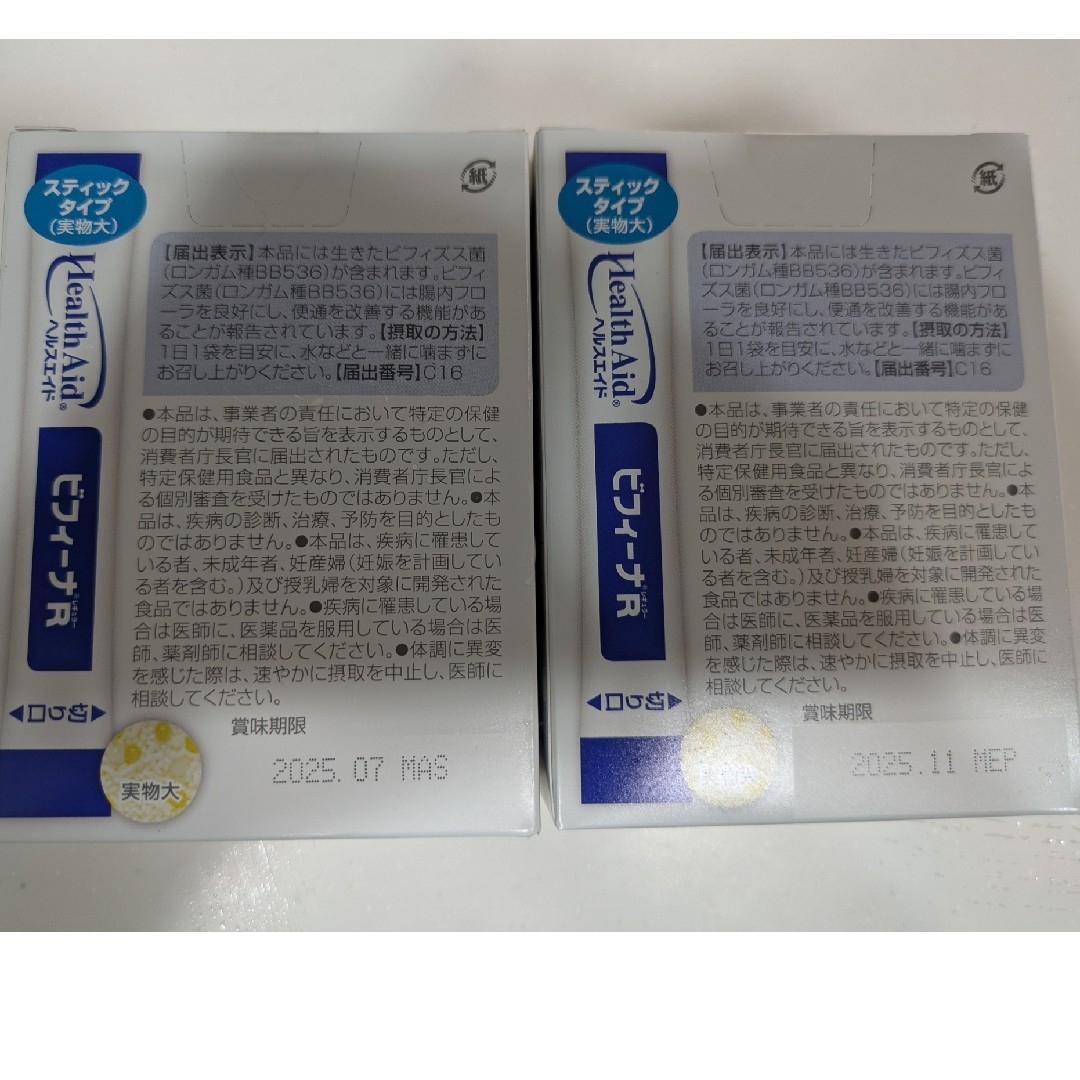 スティック
タイプ
(実物大)
Health Aid®
ヘルスエイド
ビフィーナR®
レギュラー
切り口
実物大
紙
【届出表示】本品には生きたビフィズス菌
(ロンガム種BB536)が含まれます。ビフィ
ズス菌(ロンガム種BB536)には腸内フロ
ーラを良好にし、便通を改善する機能があ
ることが報告されています。【摂取の方法】
1日1袋を目安に、水などと一緒に噛まずに
お召し上がりください。【届出番号】C16
●本品は、事業者の責任において特定の保健
の目的が期待できる旨を表示するものとして、
消費者庁長官に届出されたものです。ただし、
特定保健用食品と異なり、消費者庁長官によ
る個別審査を受けたものではありません。●本
品は、疾病の診断、治療、予防を目的としたも
のではありません。●本品は、疾病に罹患して
いる者、未成年者、妊産婦(妊娠を計画してい
る者を含む。)及び授乳婦を対象に開発された
食品ではありません。●疾病に罹患している場
合は医師に、医薬品を服用している場合は医
師、薬剤師に相談してください。●体調に異変
を感じた際は、速やかに摂取を中止し、医師に
相談してください。
賞味期限
2025.07 MAS
スティック
タイプ
(実物大)
Health Aid®
ヘルスエイド
ビフィーナR®
レギュラー
切り口
実物大
紙
【届出表示】本品には生きたビフィズス菌
(ロンガム種BB536)が含まれます。ビフィ
ズス菌(ロンガム種BB536)には腸内フロ
ーラを良好にし、便通を改善する機能があ
ることが報告されています。【摂取の方法】
1日1袋を目安に、水などと一緒に噛まずに
お召し上がりください。【届出番号】C16
●本品は、事業者の責任において特定の保健
の目的が期待できる旨を表示するものとして、
消費者庁長官に届出されたものです。ただし、
特定保健用食品と異なり、消費者庁長官によ
る個別審査を受けたものではありません。●本
品は、疾病の診断、治療、予防を目的としたも
のではありません。●本品は、疾病に罹患して
いる者、未成年者、妊産婦(妊娠を計画してい
る者を含む。)及び授乳婦を対象に開発された
食品ではありません。●疾病に罹患している場
合は医師に、医薬品を服用している場合は医
師、薬剤師に相談してください。●体調に異変
を感じた際は、速やかに摂取を中止し、医師に
相談してください。
賞味期限
2025.11 MEP